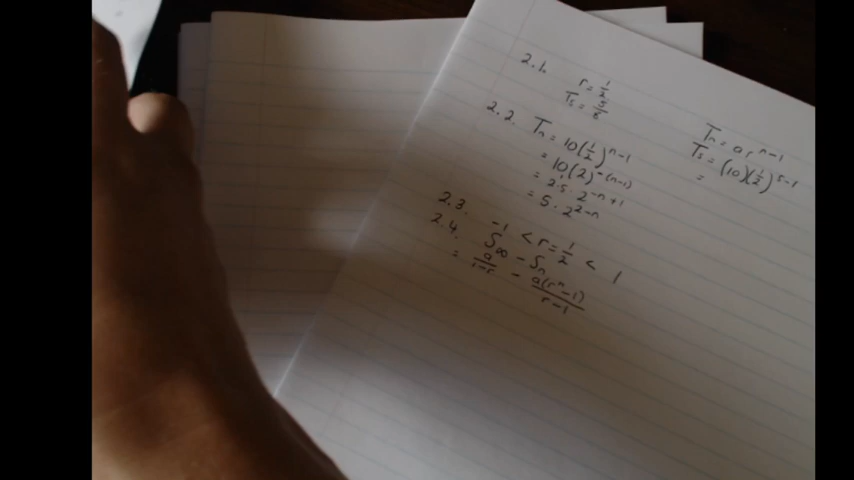 2.1. r = 1/2
T5 = 5/8
2.2. Tn = 10(1/2)^n-1
= 10(2)^-(n-1)
= 2.5 . 2^-n+1
= 5 . 2^2-n
2.3. -1 < r = 1/2 < 1
2.4. S∞ - Sn
= a/1-r - a(r^n-1)/r-1
Tn = ar^n-1
T5 = (10)(1/2)^5-1
=